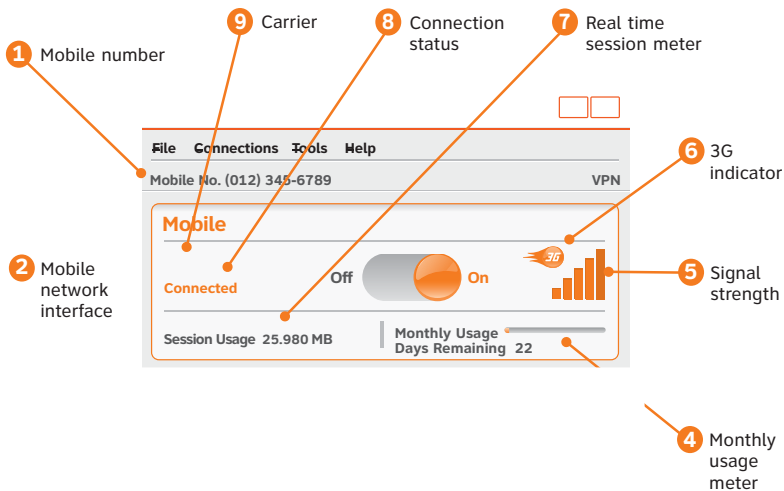 9 Carrier
8 Connection
status
7 Real time
session meter
1 Mobile number
File Connections Tools Help
6 3G
indicator
Mobile No. (012) 345-6789 VPN
Mobile
3G
2 Mobile
network
interface
Connected
Off On
5 Signal
strength
Session Usage 25.980 MB
Monthly Usage
Days Remaining 22
4 Monthly
usage
meter